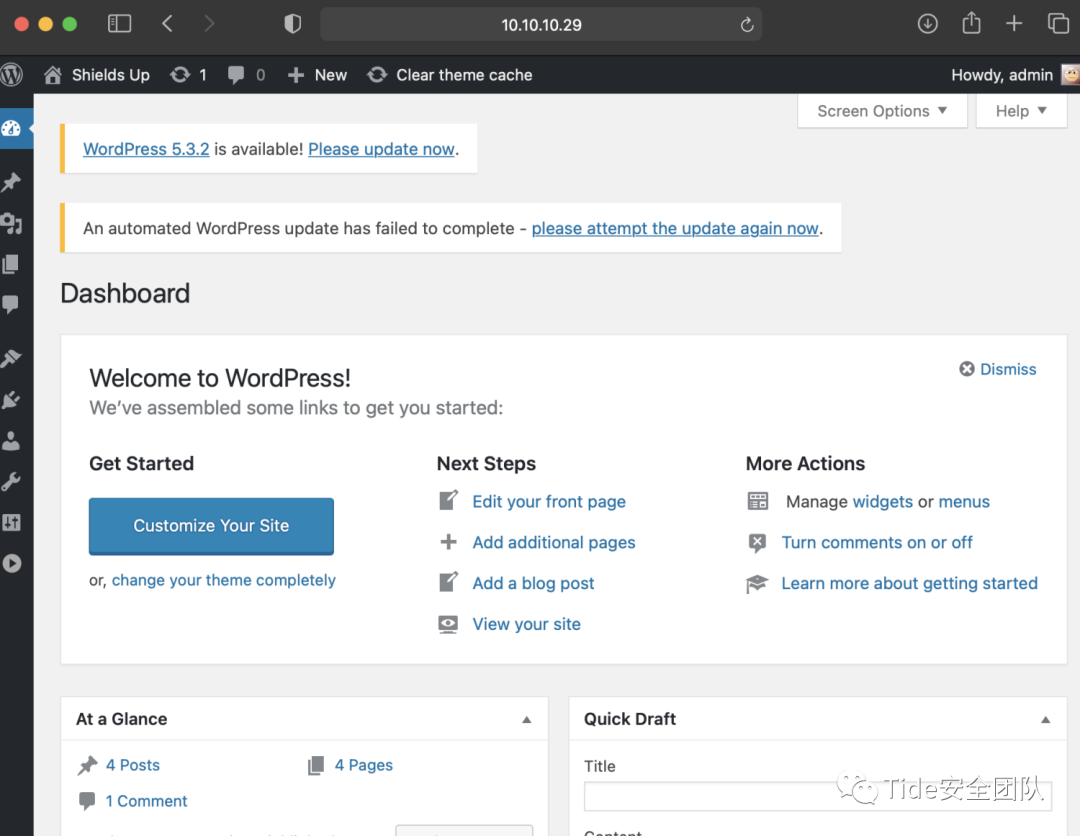 10.10.10.29
Shields Up 1 0 New Clear theme cache Howdy, admin
Screen Options Help
WordPress 5.3.2 is available! Please update now.
An automated WordPress update has failed to complete - please attempt the update again now.
Dashboard
Welcome to WordPress!
We've assembled some links to get you started:
Dismiss
Get Started
Customize Your Site
or, change your theme completely
Next Steps
Edit your front page
Add additional pages
Add a blog post
View your site
More Actions
Manage widgets or menus
Turn comments on or off
Learn more about getting started
At a Glance
4 Posts
4 Pages
1 Comment
Quick Draft
Title
Tide安全团队